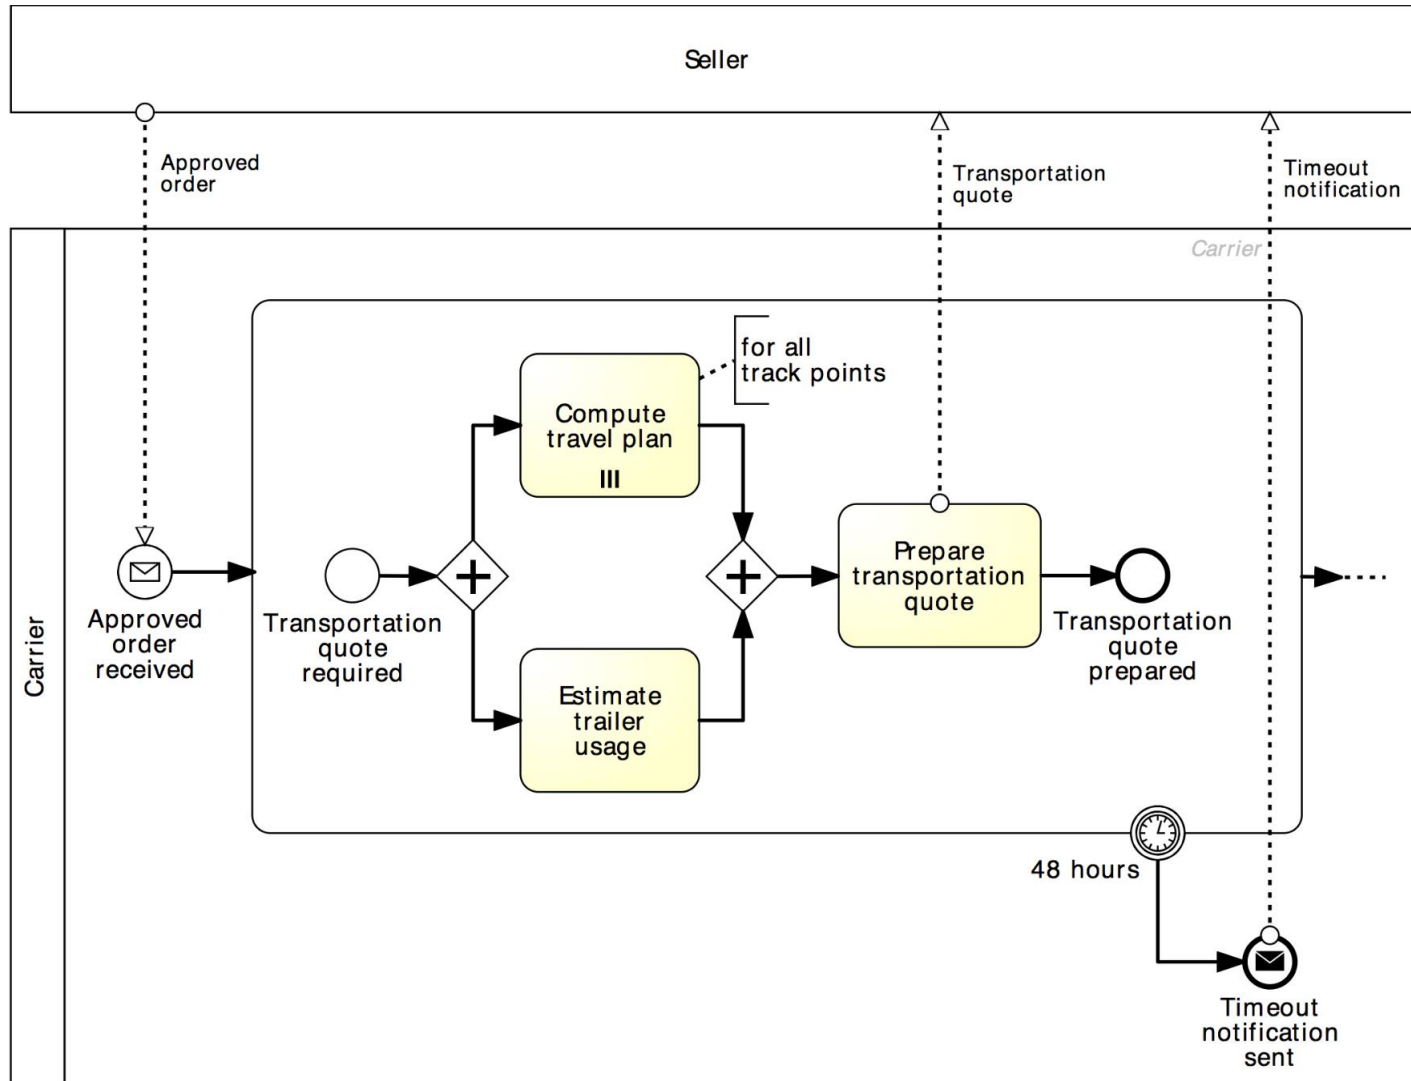 Seller
Approved
order
Transportation
quote
Timeout
notification
Carrier
Carrier
for all
track points
Compute
travel plan
Approved
order
received
Transportation
quote
required
Prepare
transportation
quote
Transportation
quote
prepared
Estimate
trailer
usage
48 hours
Timeout
notification
sent